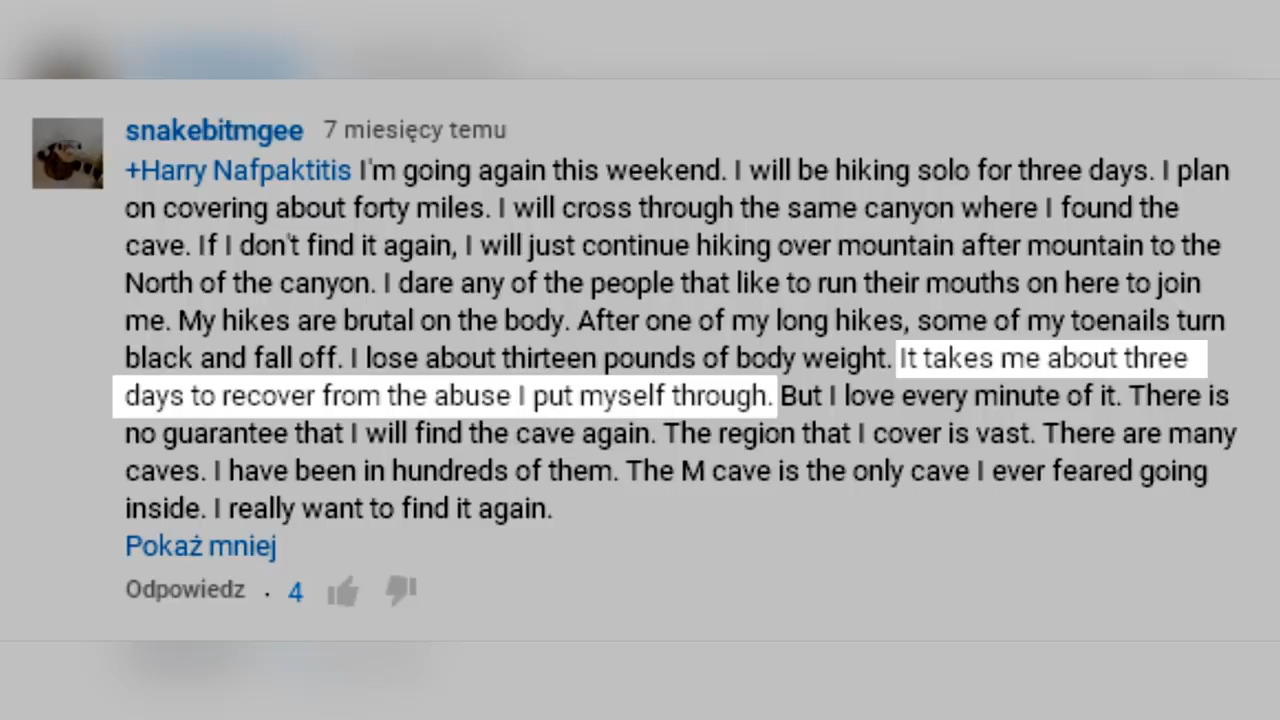 snakebitmgee 7 miesięcy temu
+Harry Nafpaktitis I'm going again this weekend. I will be hiking solo for three days. I plan
on covering about forty miles. I will cross through the same canyon where I found the
cave. If I don't find it again, I will just continue hiking over mountain after mountain to the
North of the canyon. I dare any of the people that like to run their mouths on here to join
me. My hikes are brutal on the body. After one of my long hikes, some of my toenails turn
black and fall off. I lose about thirteen pounds of body weight. It takes me about three
days to recover from the abuse I put myself through. But I love every minute of it. There is
no guarantee that I will find the cave again. The region that I cover is vast. There are many
caves. I have been in hundreds of them. The M cave is the only cave I ever feared going
inside. I really want to find it again.
Pokaż mniej
Odpowiedz · 4